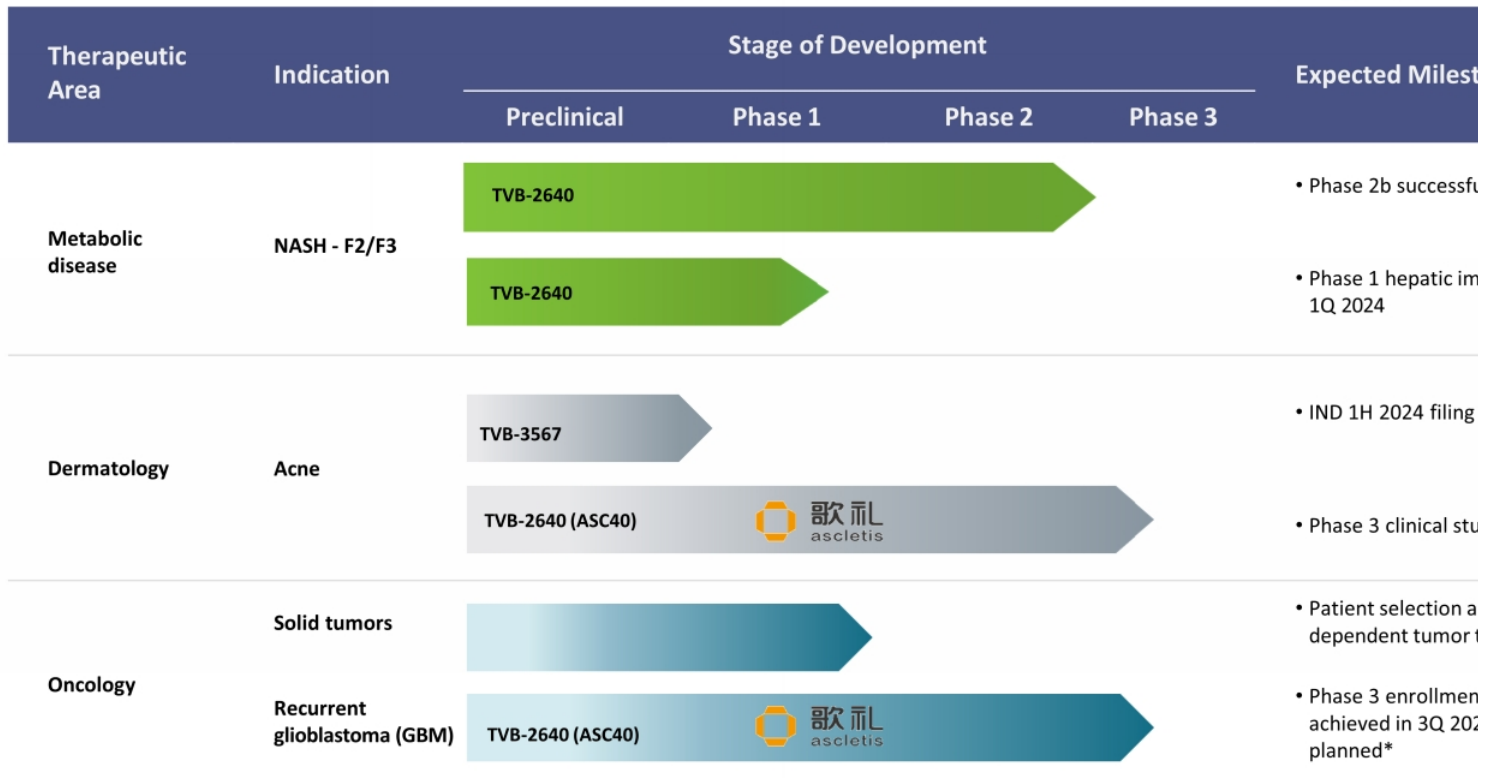 Therapeutic
Area
Indication
Stage of Development
Preclinical
Phase 1
Phase 2
Phase 3
Expected Milest
Metabolic
disease
NASH - F2/F3
TVB-2640
• Phase 2b successfu
TVB-2640
• Phase 1 hepatic im
1Q 2024
Dermatology
Acne
TVB-3567
• IND 1H 2024 filing
TVB-2640 (ASC40)
歌礼
ascletis
• Phase 3 clinical stu
Oncology
Solid tumors
• Patient selection a
dependent tumor t
Recurrent
glioblastoma (GBM)
TVB-2640 (ASC40)
歌礼
ascletis
• Phase 3 enrollmen
achieved in 3Q 202
planned*